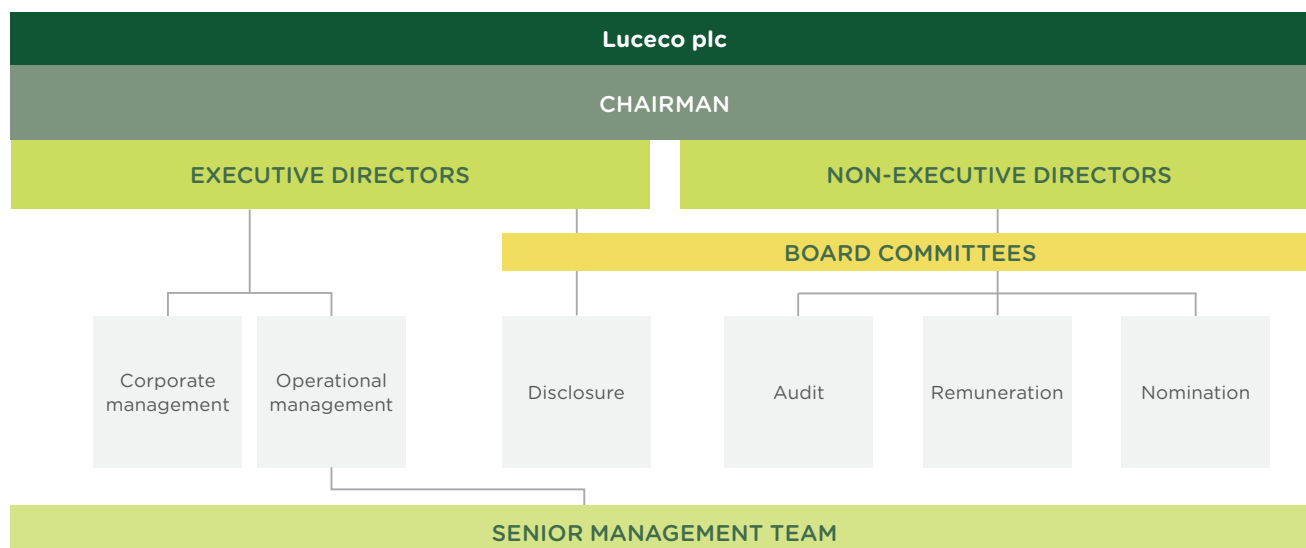 Luceco plc
CHAIRMAN
EXECUTIVE DIRECTORS
NON-EXECUTIVE DIRECTORS
BOARD COMMITTEES
Corporate
management
Operational
management
Disclosure
Audit
Remuneration
Nomination
SENIOR MANAGEMENT TEAM